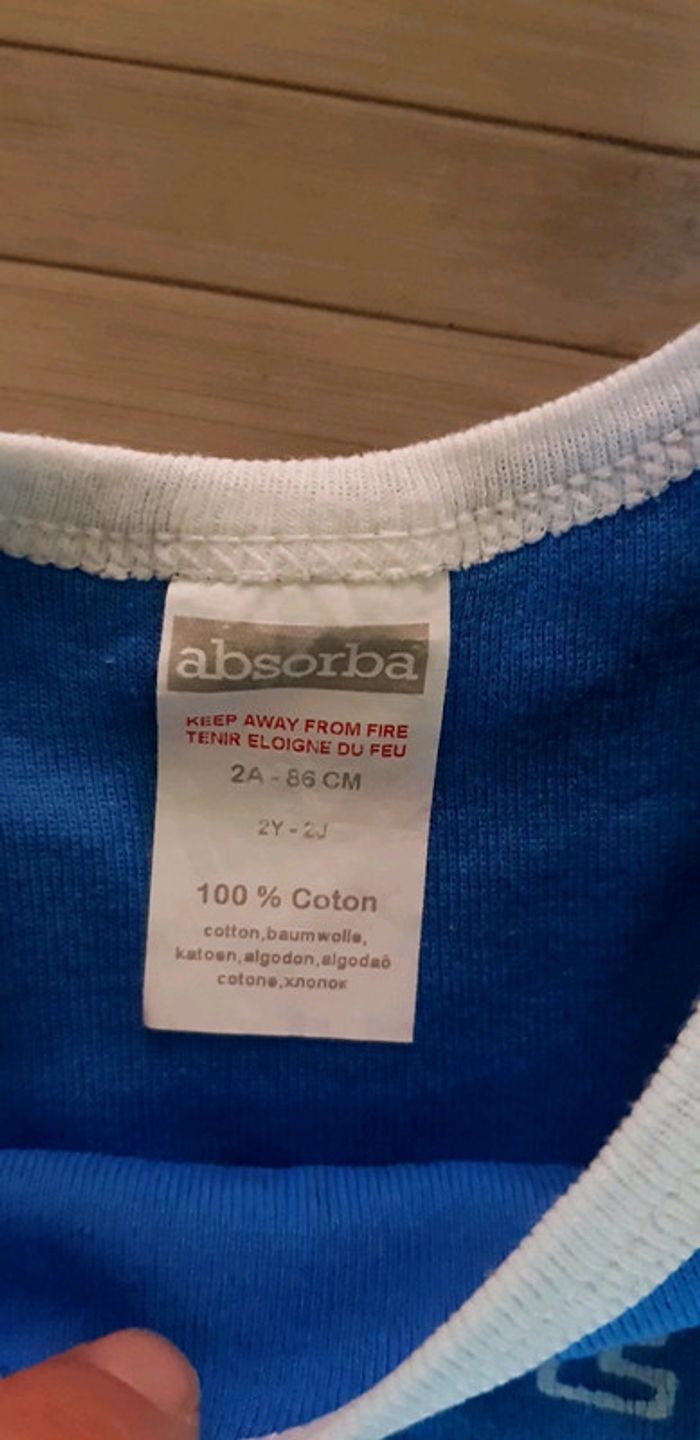 absorba
KEEP AWAY FROM FIRE
TENIR ELOIGNE DU FEU
2A - 86 CM
2Y - 2J
100 % Coton
cotton,baumwolle,
katoen,algodon,algodaõ
cotone,хлопок
S